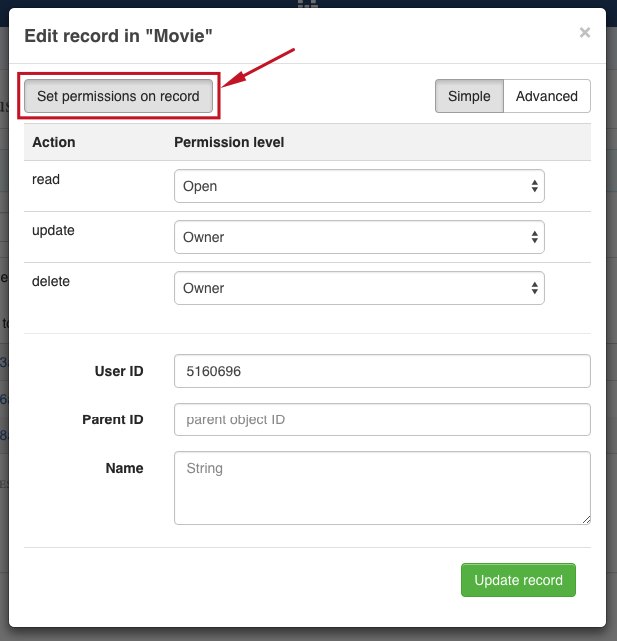 Edit record in "Movie"
×
Set permissions on record
Simple Advanced
Action Permission level
read Open
update Owner
delete Owner
User ID 5160696
Parent ID parent object ID
Name String
Update record